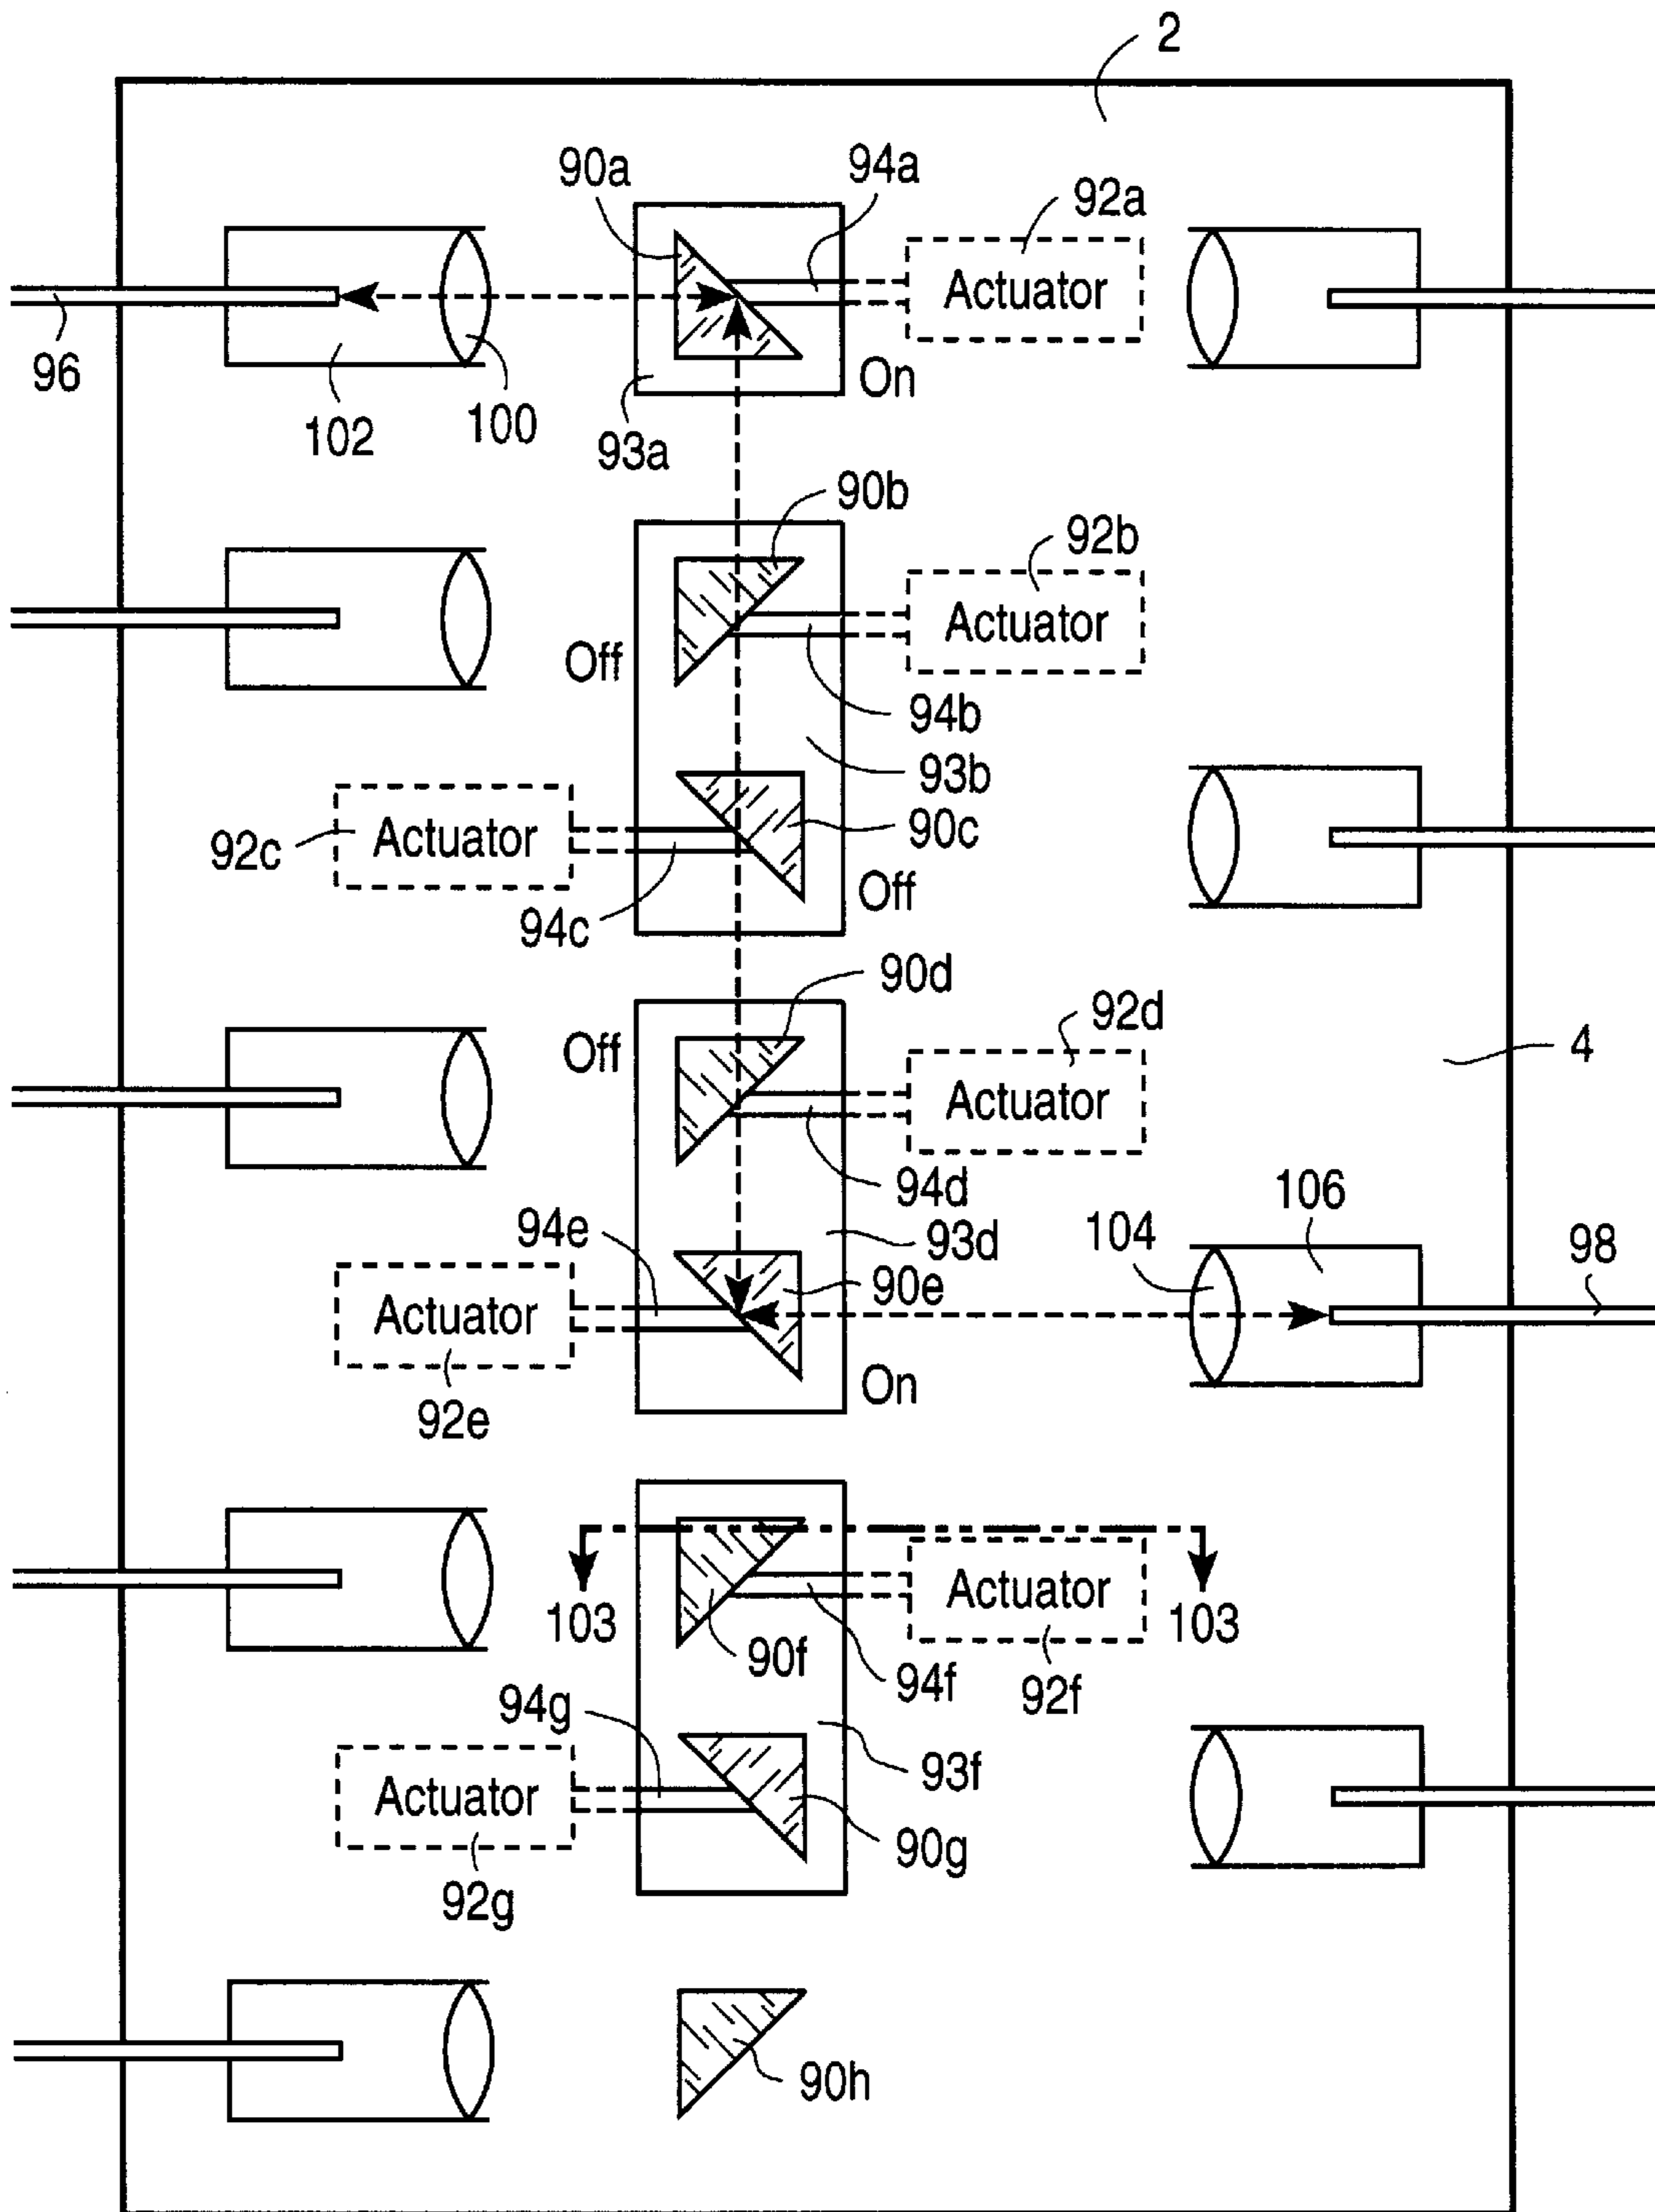 2
90a
94a
92a
Actuator
96
102
100
93a
On
90b
92b
Actuator
Off
94b
93b
92c
Actuator
90c
94c
Off
90d
Off
92d
Actuator
4
94d
106
94e
93d
104
98
90e
Actuator
92e
On
103
Actuator
103
90f
94f
92f
94g
93f
Actuator
90g
92g
90h